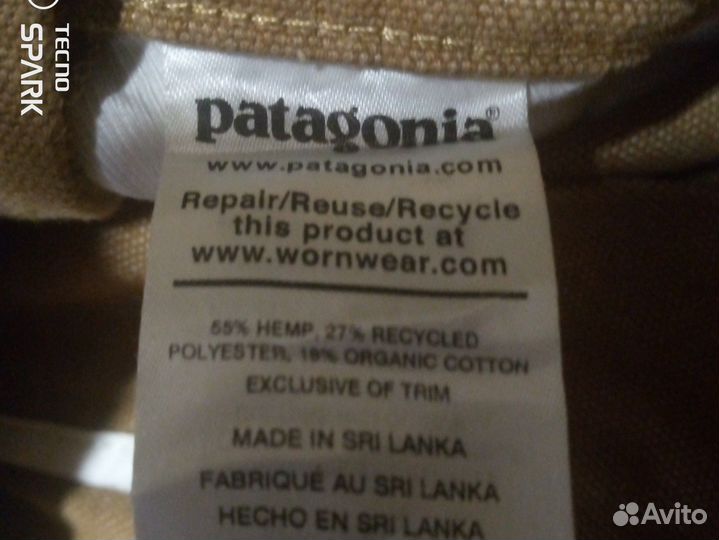 TECNO
SPARK
patagonia®
www.patagonia.com
Repair/Reuse/Recycle
this product at
www.wornwear.com
55% HEMP, 27% RECYCLED
POLYESTER, 18% ORGANIC COTTON
EXCLUSIVE OF TRIM
MADE IN SRI LANKA
FABRIQUÉ AU SRI LANKA
HECHO EN SRI LANKA
Avito